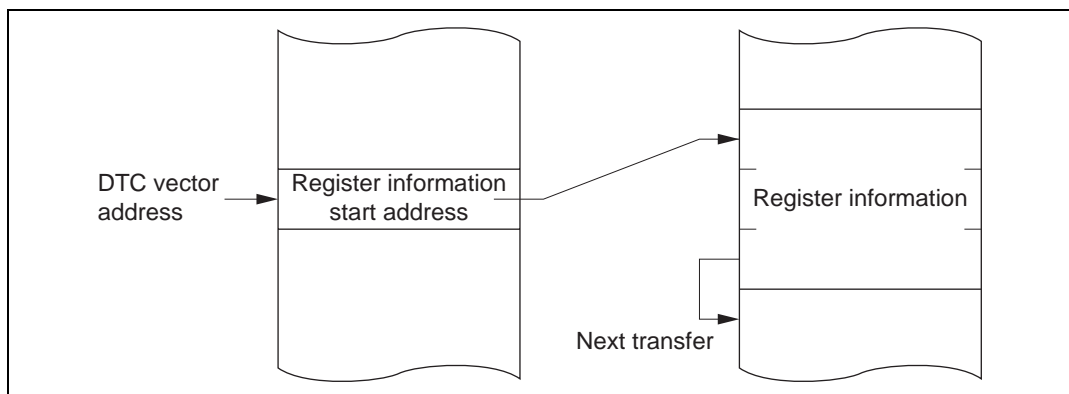 DTC vector
address
Register information
start address
Register information
Next transfer